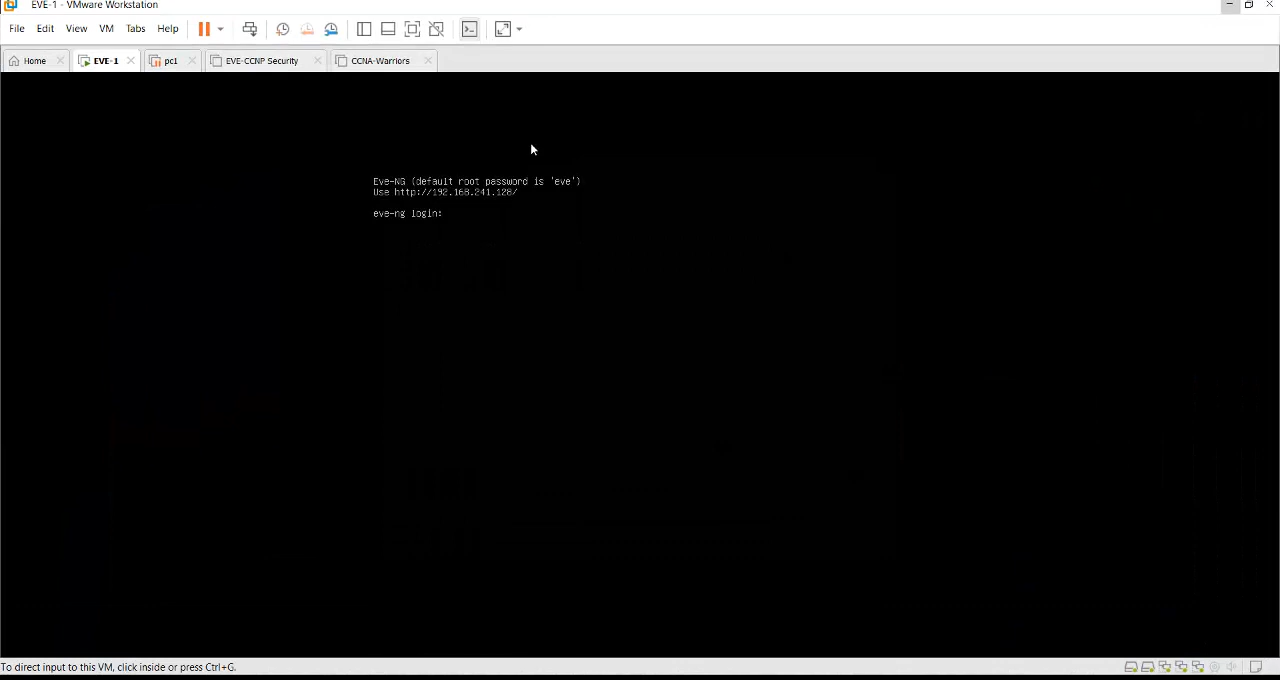 EVE-1 - VMware Workstation
File Edit View VM Tabs Help
Home EVE-1 pc1 EVE-CCNP Security CCNA-Warriors
Eve-NG (default root password is 'eve')
Use http://192.168.241.128/
eve-ng login:
To direct input to this VM, click inside or press Ctrl+G.